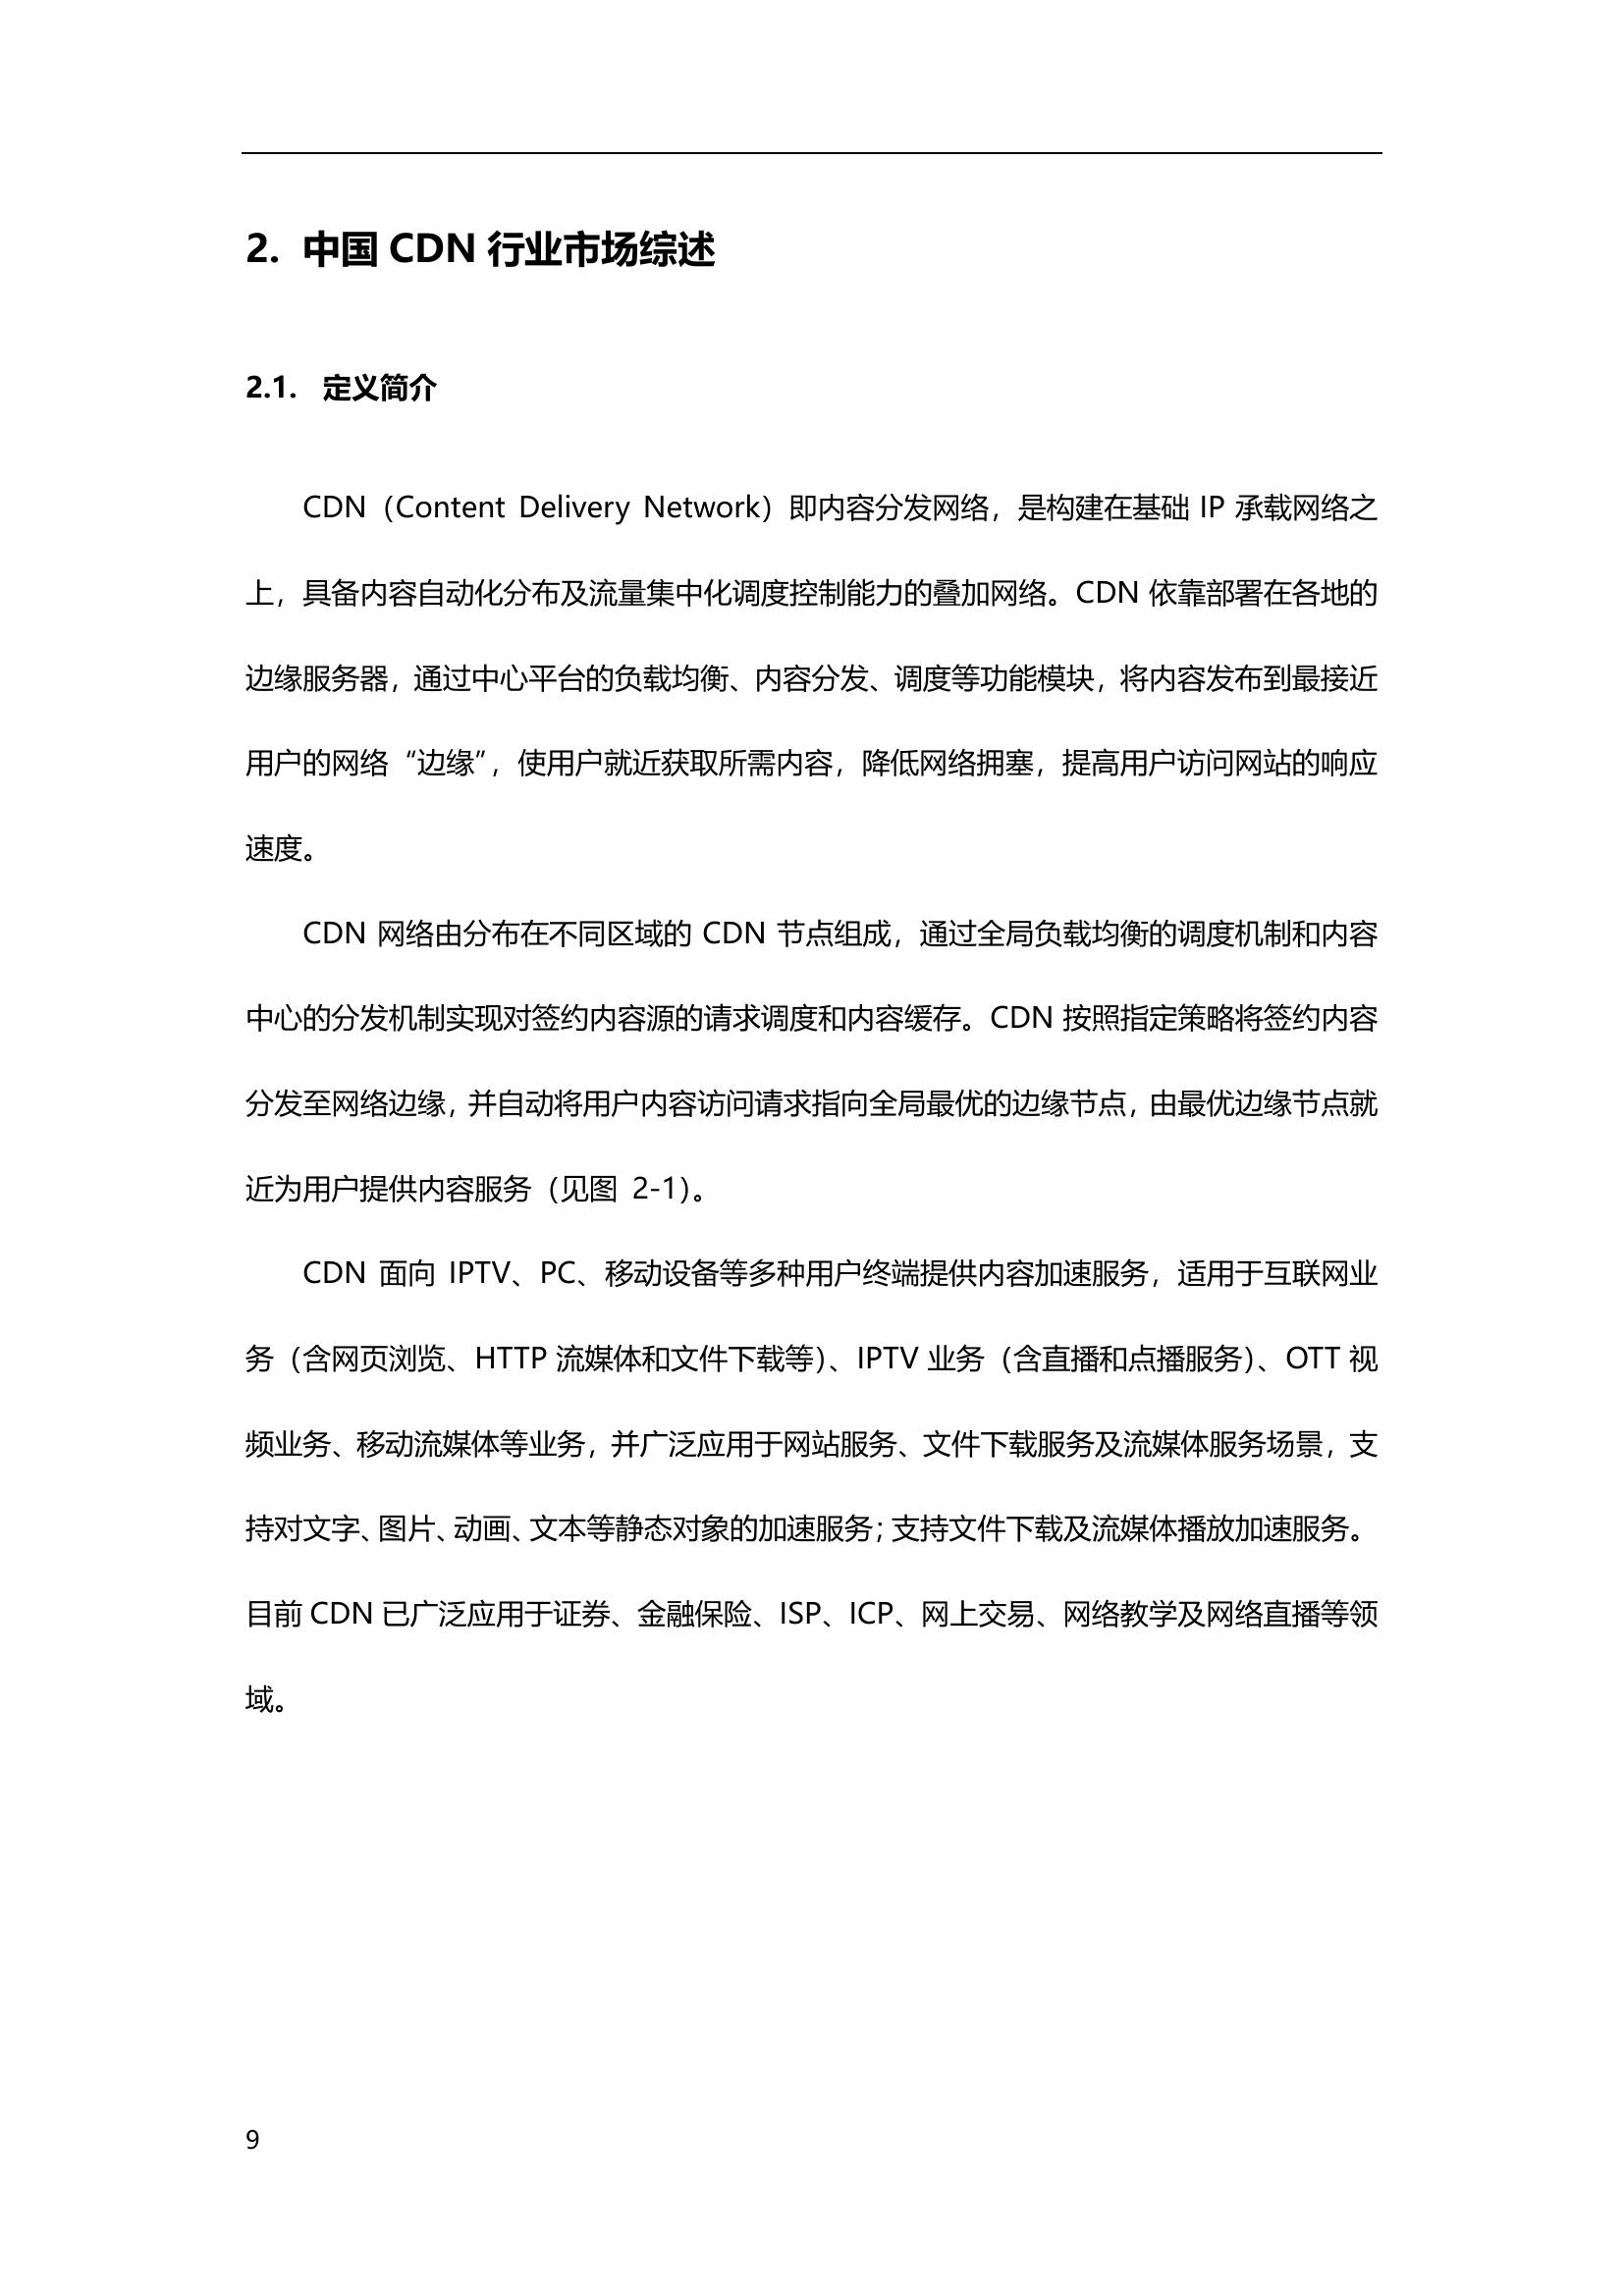 2. 中国 CDN 行业市场综述
2.1. 定义简介
CDN（Content Delivery Network）即内容分发网络，是构建在基础 IP 承载网络之
上，具备内容自动化分布及流量集中化调度控制能力的叠加网络。CDN 依靠部署在各地的
边缘服务器，通过中心平台的负载均衡、内容分发、调度等功能模块，将内容发布到最接近
用户的网络“边缘”，使用户就近获取所需内容，降低网络拥塞，提高用户访问网站的响应
速度。
CDN 网络由分布在不同区域的 CDN 节点组成，通过全局负载均衡的调度机制和内容
中心的分发机制实现对签约内容源的请求调度和内容缓存。CDN 按照指定策略将签约内容
分发至网络边缘，并自动将用户内容访问请求指向全局最优的边缘节点，由最优边缘节点就
近为用户提供内容服务（见图 2-1）。
CDN 面向 IPTV、PC、移动设备等多种用户终端提供内容加速服务，适用于互联网业
务（含网页浏览、HTTP 流媒体和文件下载等）、IPTV 业务（含直播和点播服务）、OTT 视
频业务、移动流媒体等业务，并广泛应用于网站服务、文件下载服务及流媒体服务场景，支
持对文字、图片、动画、文本等静态对象的加速服务；支持文件下载及流媒体播放加速服务。
目前 CDN 已广泛应用于证券、金融保险、ISP、ICP、网上交易、网络教学及网络直播等领
域。
9